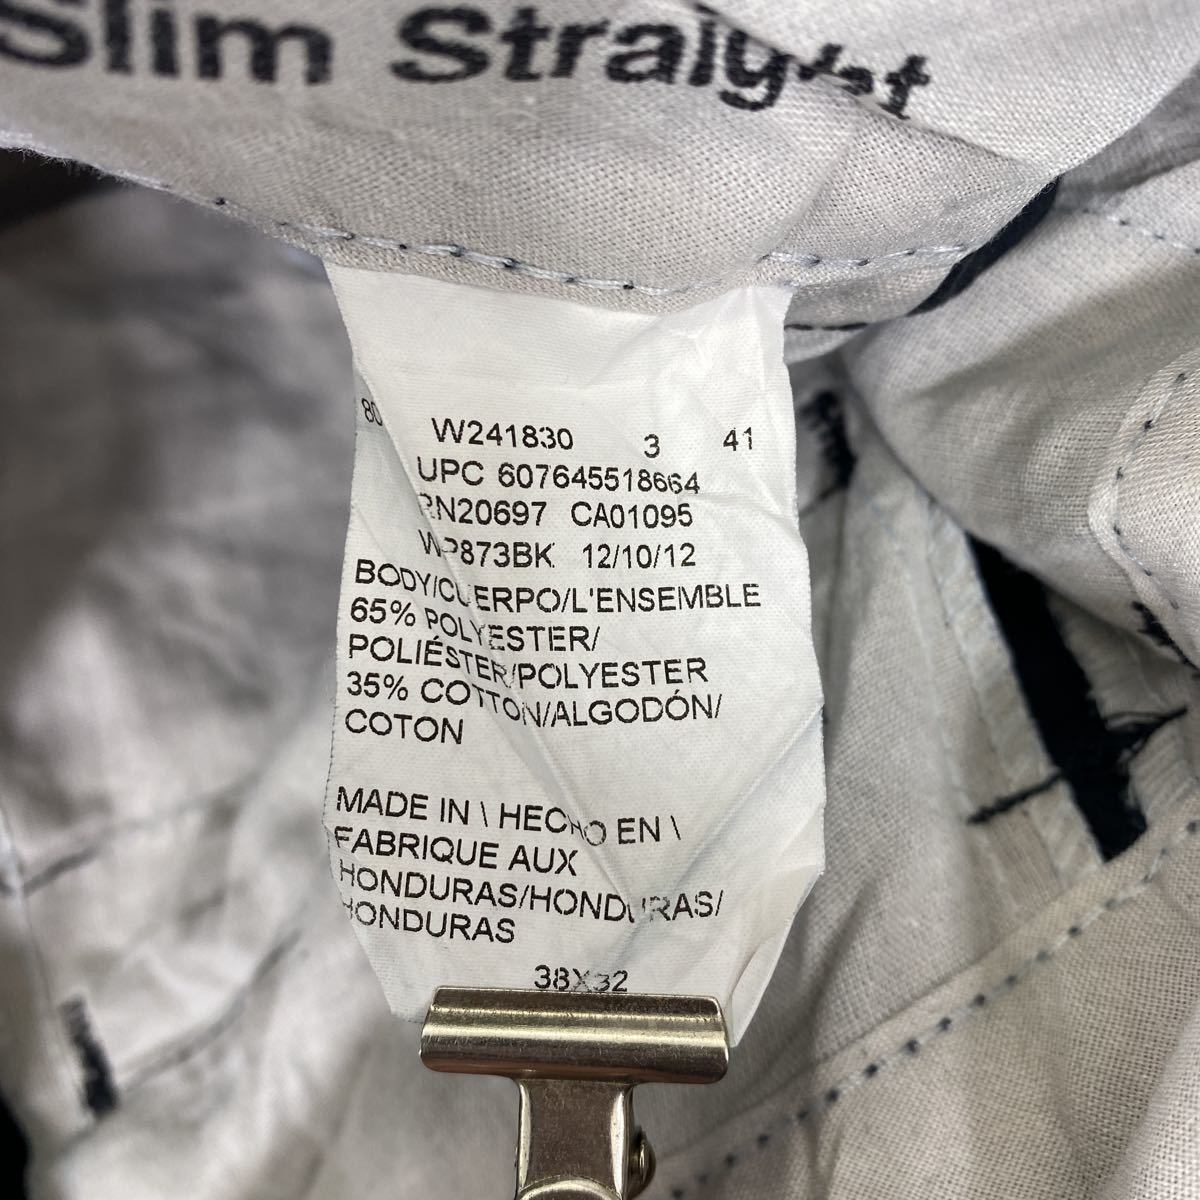 Slim Straight
80 W241830 3 41
UPC 607645518664
RN20697 CA01095
WP873BK 12/10/12
BODY/CUERPO/L'ENSEMBLE
65% POLYESTER/
POLIÉSTER/POLYESTER
35% COTTON/ALGODÓN/
COTON
MADE IN \ HECHO EN \
FABRIQUE AUX
HONDURAS/HONDURAS/
HONDURAS
38X32